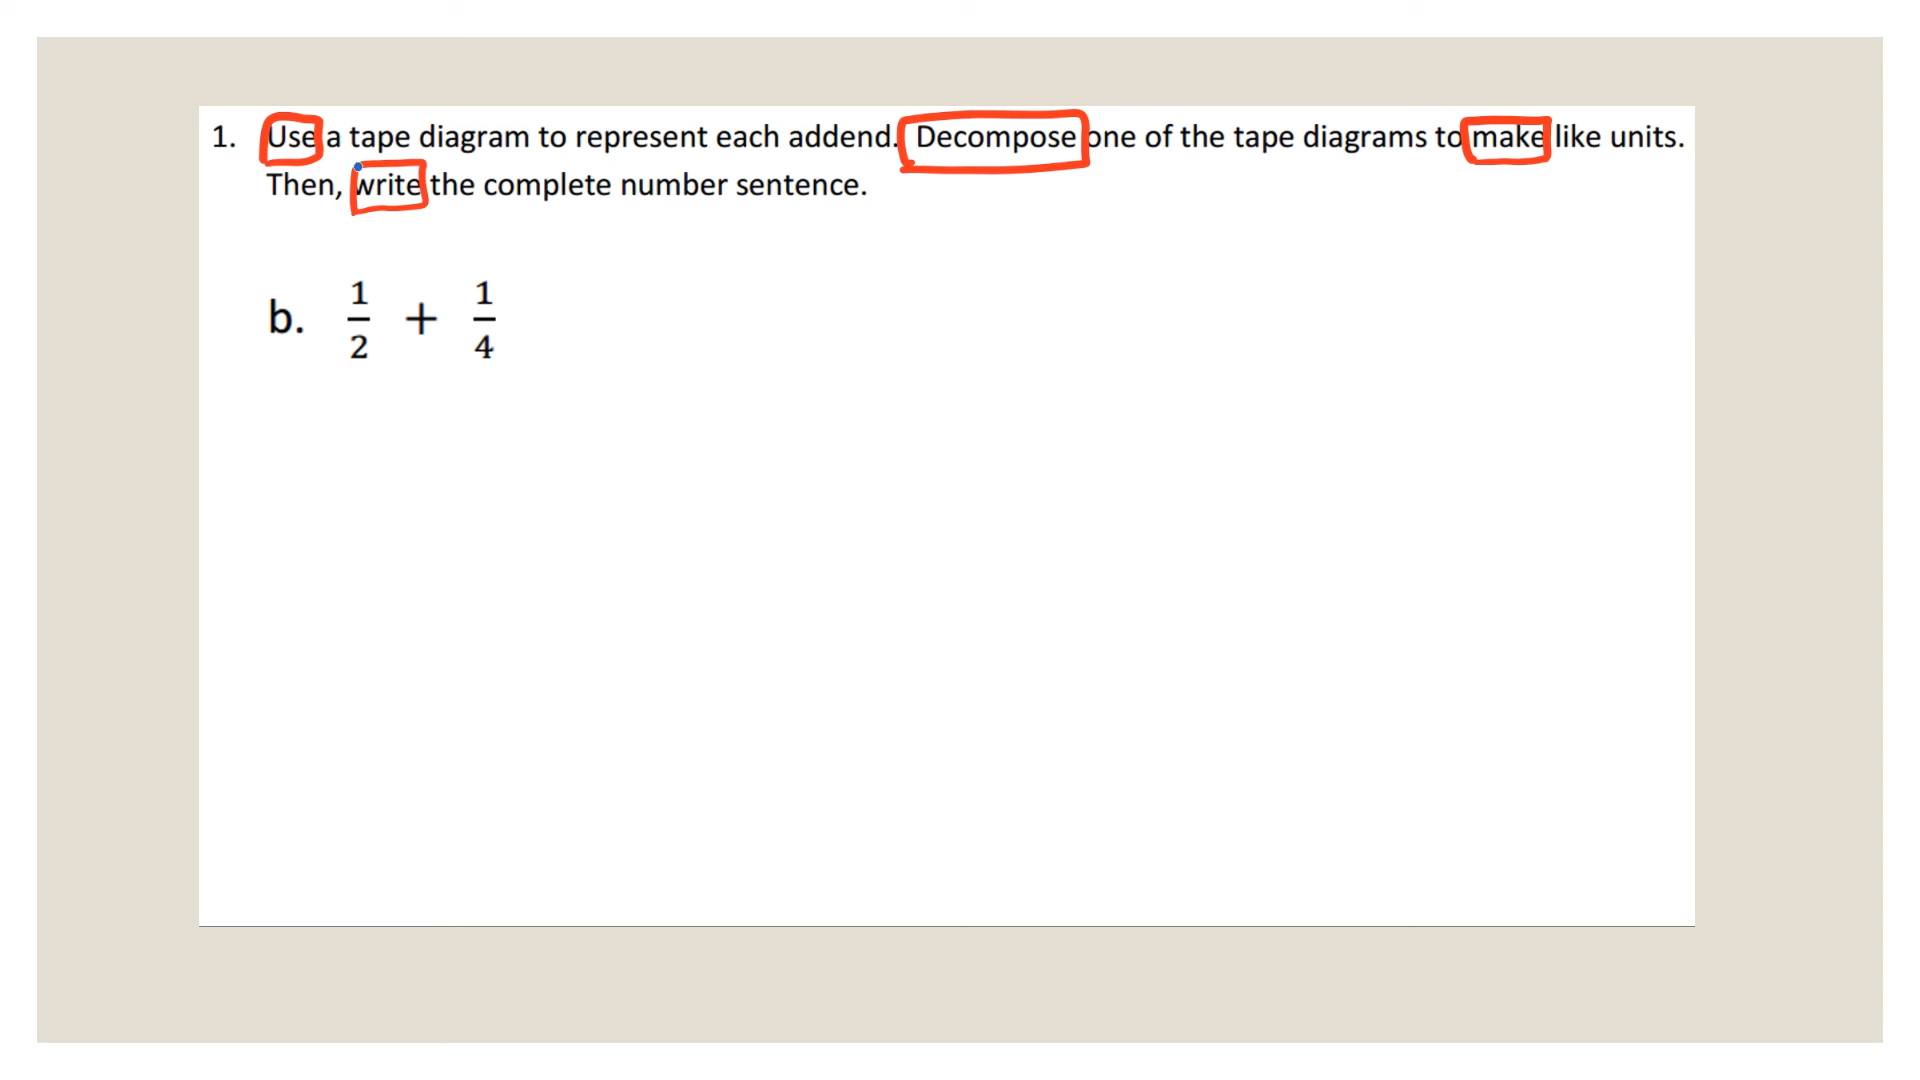 1. Use a tape diagram to represent each addend. Decompose one of the tape diagrams to make like units.
Then, write the complete number sentence.
b. 1/2 + 1/4